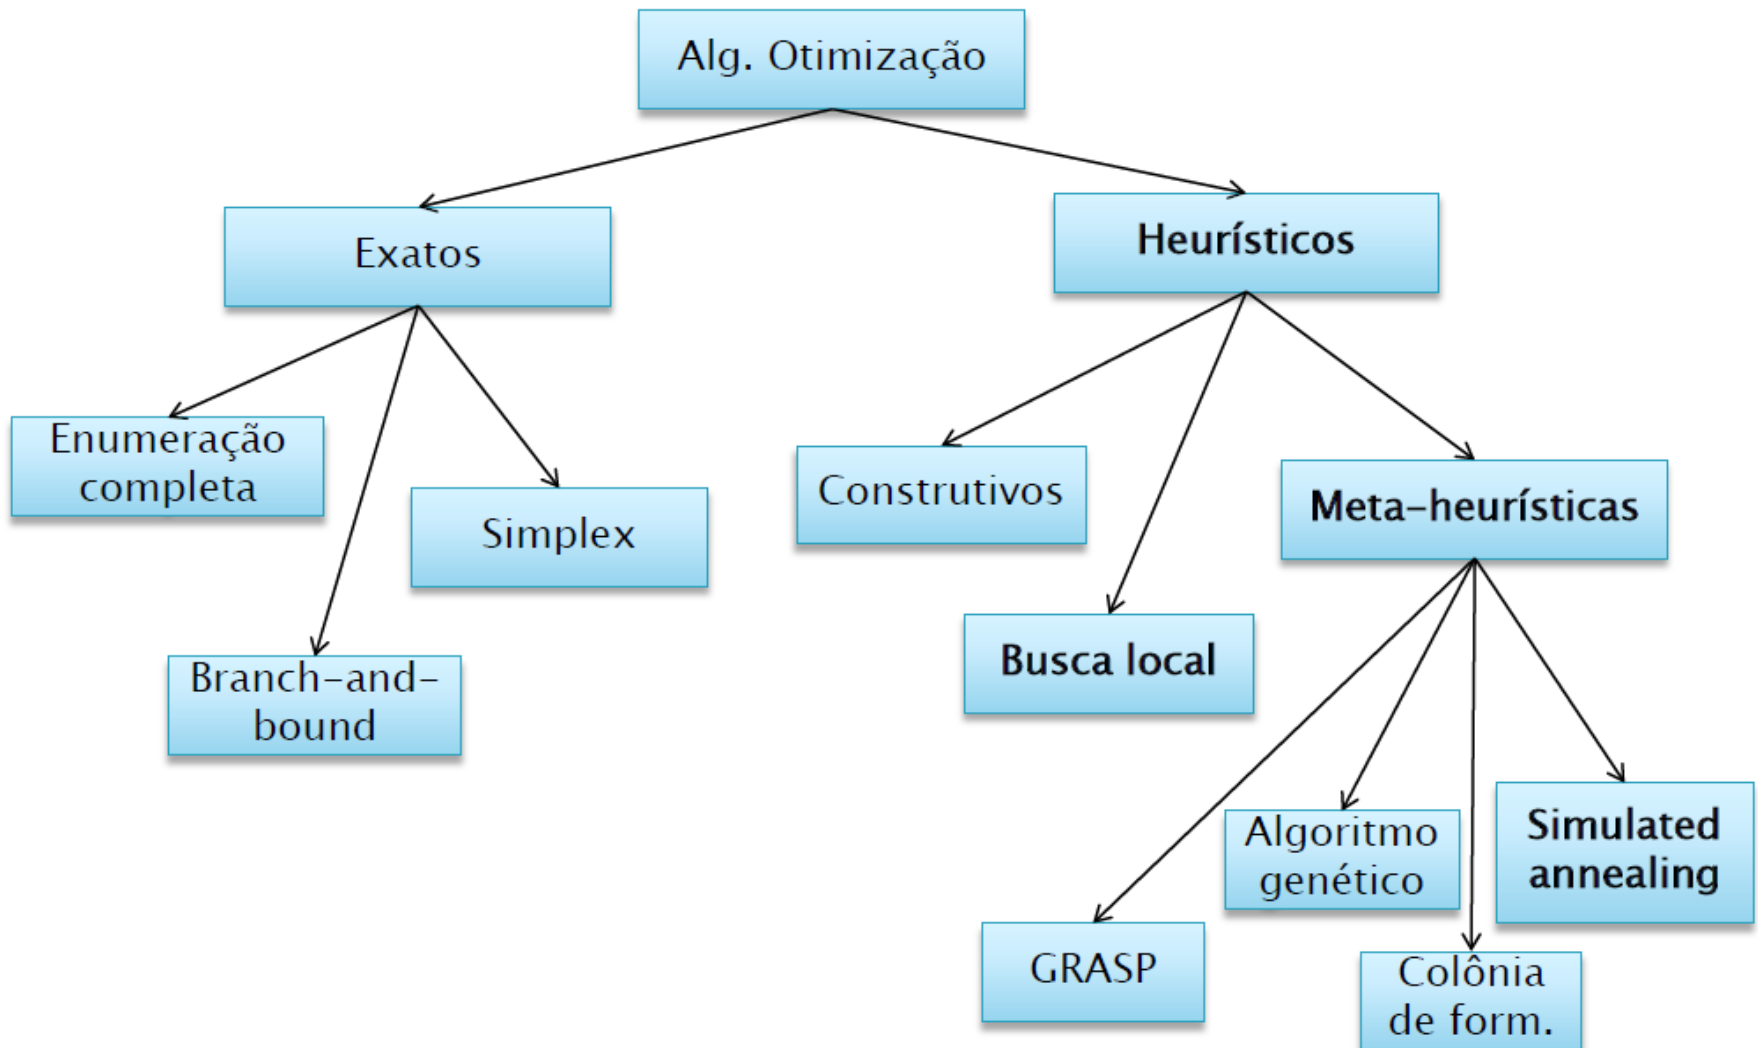 Alg. Otimização
Exatos
Heurísticos
Enumeração
completa
Simplex
Branch-and-
bound
Construtivos
Meta-heurísticas
Busca local
Algoritmo
genético
Simulated
annealing
GRASP
Colônia
de form.